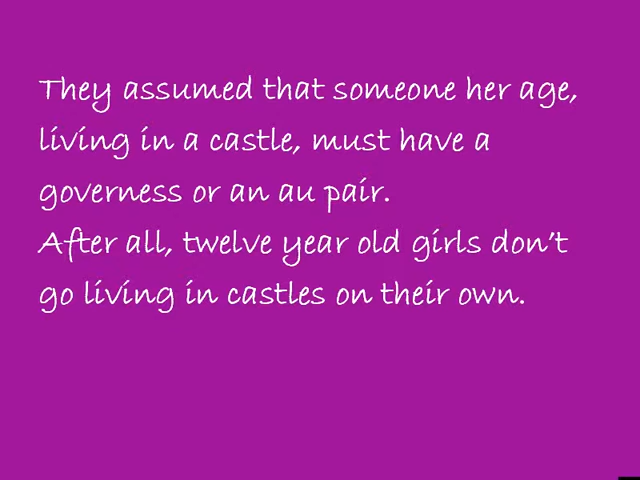 They assumed that someone her age,
living in a castle, must have a
governess or an au pair.
After all, twelve year old girls don’t
go living in castles on their own.